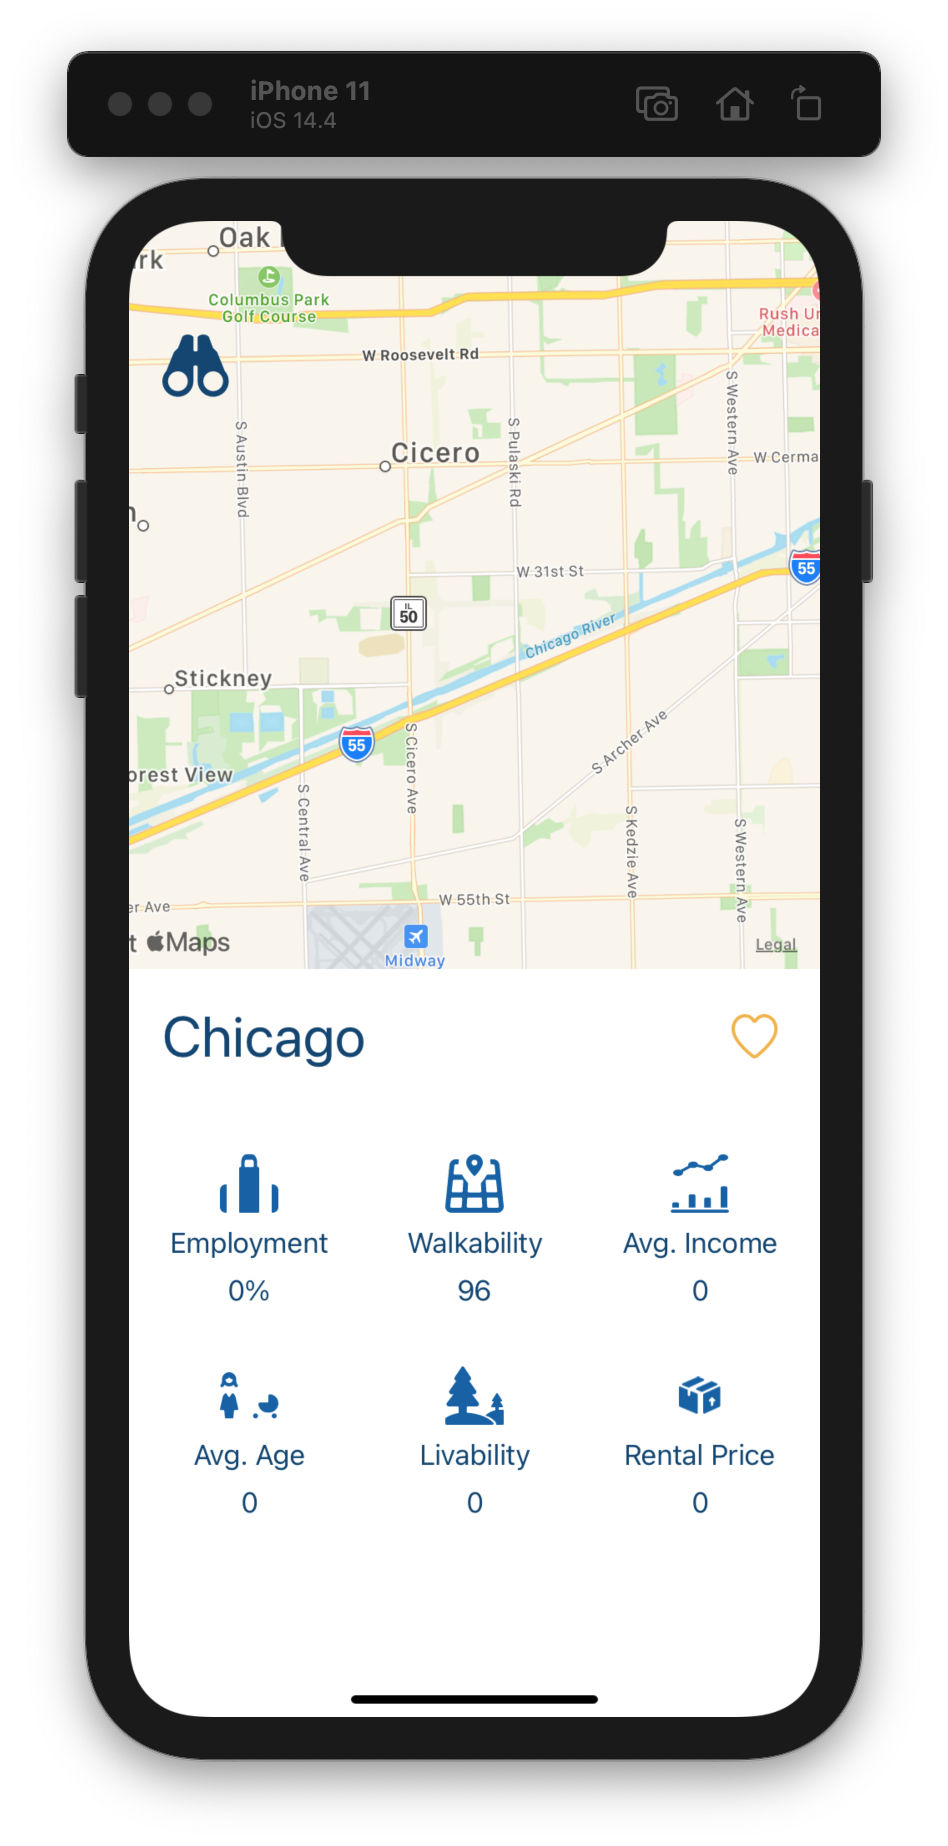 iPhone 11
iOS 14.4
Oak
rk
Columbus Park
Golf Course
Rush Un
Medica
W Roosevelt Rd
S Austin Blvd
Cicero
S Pulaski Rd
S Western Ave
W Cerma
W 31st St
55
IL
50
Chicago River
Stickney
55
orest View
S Cicero Ave
S Central Ave
S Archer Ave
S Kedzie Ave
S Western Ave
er Ave
W 55th St
t Maps
Midway
Legal
Chicago
Employment
0%
Walkability
96
Avg. Income
0
Avg. Age
0
Livability
0
Rental Price
0